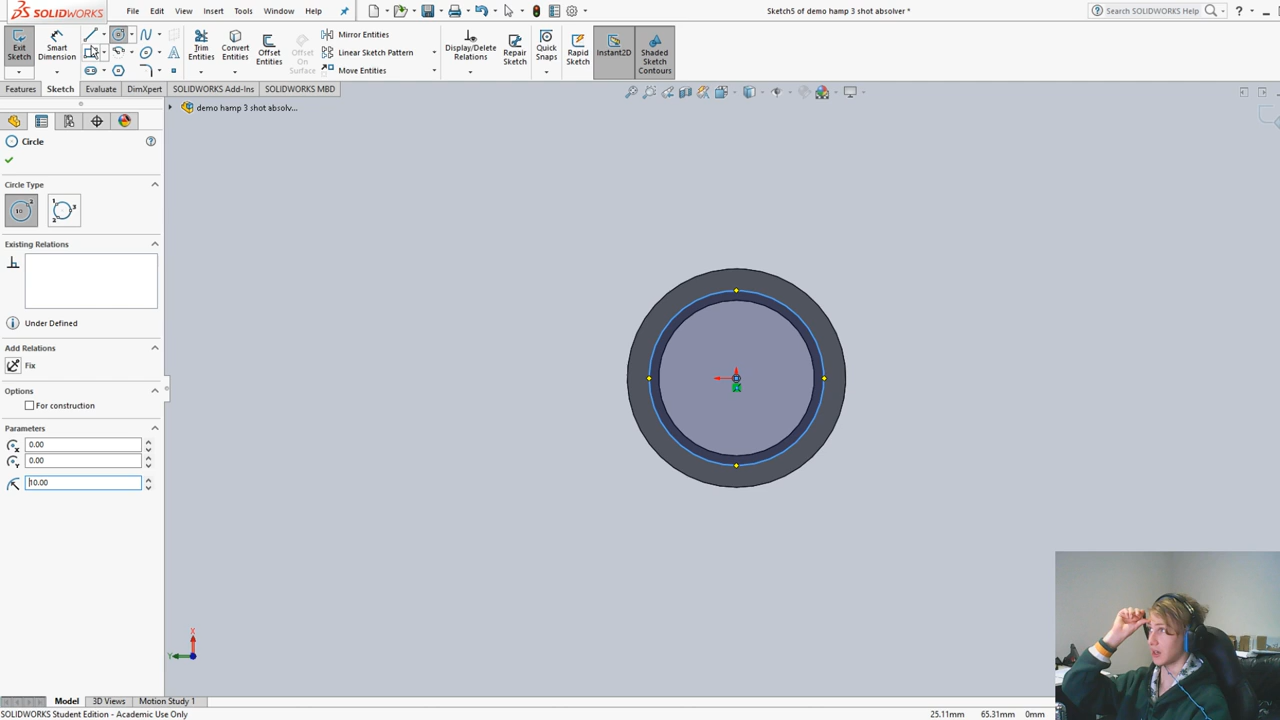 SOLIDWORKS
File Edit View Insert Tools Window Help
Sketch5 of demo hamp 3 shot absolver *
Search SOLIDWORKS Help
Exit Sketch
Smart Dimension
Trim Entities
Convert Entities
Offset Entities
Offset On Surface
Mirror Entities
Linear Sketch Pattern
Move Entities
Display/Delete Relations
Repair Sketch
Quick Snaps
Rapid Sketch
Instant2D
Shaded Sketch Contours
Features Sketch Evaluate DimXpert SOLIDWORKS Add-Ins SOLIDWORKS MBD
demo hamp 3 shot absolv...
Circle
Circle Type
Existing Relations
Under Defined
Add Relations
Fix
Options
For construction
Parameters
0.00
0.00
10.00
X
Y
Model 3D Views Motion Study 1
SOLIDWORKS Student Edition - Academic Use Only
25.11mm 65.31mm 0mm